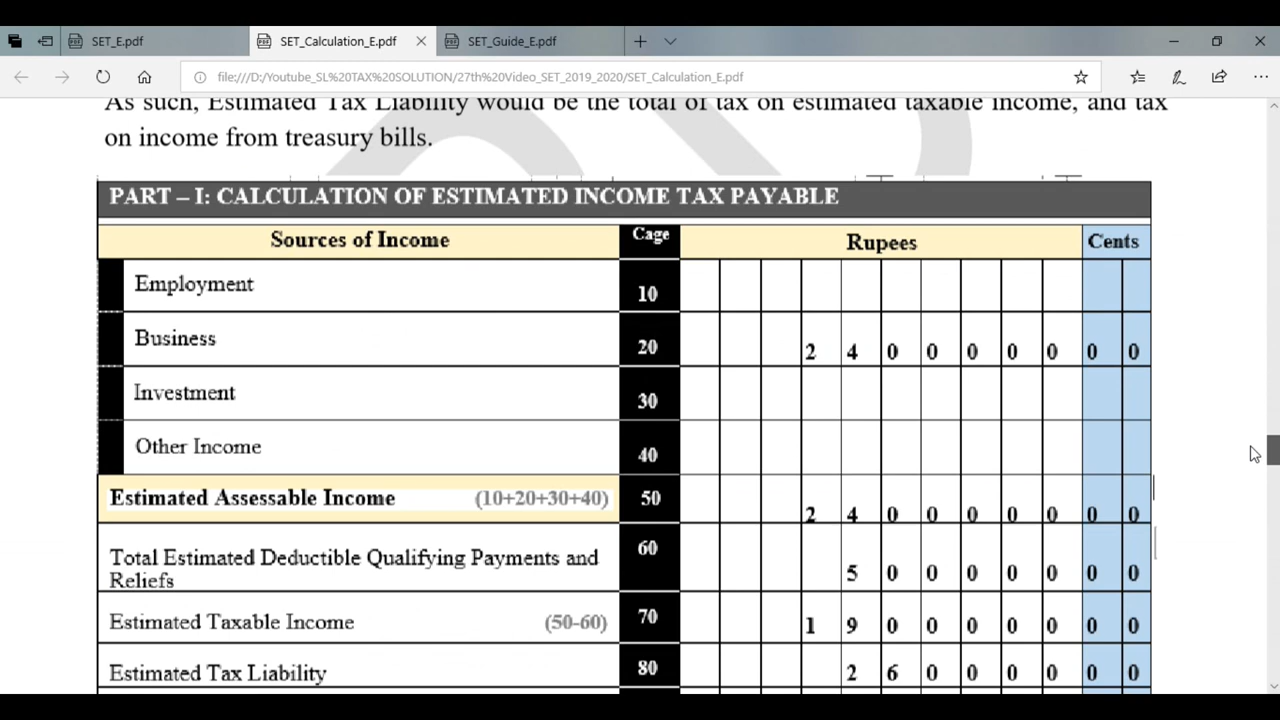 SET_E.pdf SET_Calculation_E.pdf SET_Guide_E.pdf
file:///D:/Youtube_SL%20TAX%20SOLUTION/27th%20Video_SET_2019_2020/SET_Calculation_E.pdf
As such, Estimated Tax Liability would be the total of tax on estimated taxable income, and tax
on income from treasury bills.
PART – I: CALCULATION OF ESTIMATED INCOME TAX PAYABLE
Sources of Income Cage Rupees Cents
Employment 10
Business 20 2 4 0 0 0 0 0 0 0
Investment 30
Other Income 40
Estimated Assessable Income (10+20+30+40) 50 2 4 0 0 0 0 0 0 0
Total Estimated Deductible Qualifying Payments and
Reliefs 60 5 0 0 0 0 0 0 0
Estimated Taxable Income (50-60) 70 1 9 0 0 0 0 0 0 0
Estimated Tax Liability 80 2 6 0 0 0 0 0 0